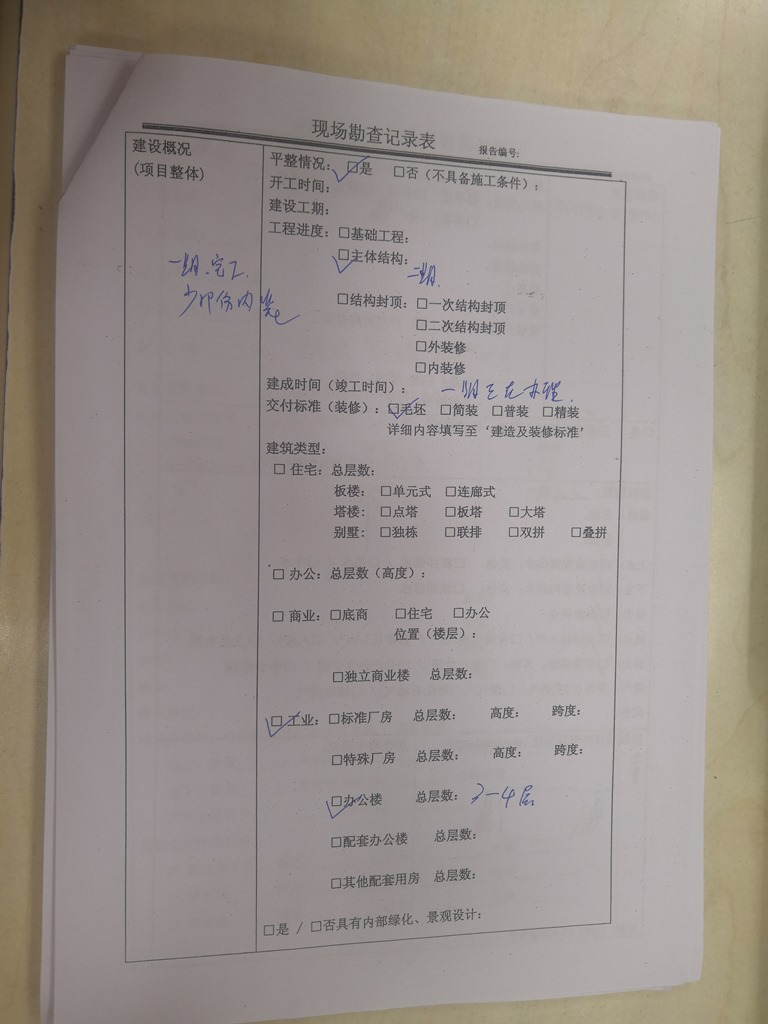 现场勘查记录表
报告编号:
建设概况
(项目整体)
一期完工
少部份内装
平整情况: ☑是 □否(不具备施工条件):
开工时间:
建设工期:
工程进度: □基础工程:
☑主体结构: 二期.
□结构封顶: □一次结构封顶
□二次结构封顶
□外装修
□内装修
建成时间(竣工时间): 一期正在办理.
交付标准(装修): ☑毛坯 □简装 □普装 □精装
详细内容填写至‘建造及装修标准’
建筑类型:
□ 住宅: 总层数:
板楼: □单元式 □连廊式
塔楼: □点塔 □板塔 □大塔
别墅: □独栋 □联排 □双拼 □叠拼
□ 办公: 总层数(高度):
□ 商业: □底商 □住宅 □办公
位置(楼层):
□独立商业楼 总层数:
☑ 工业: □标准厂房 总层数: 高度: 跨度:
□特殊厂房 总层数: 高度: 跨度:
☑办公楼 总层数: 3-4层
□配套办公楼 总层数:
□其他配套用房 总层数:
□是 / □否具有内部绿化、景观设计: